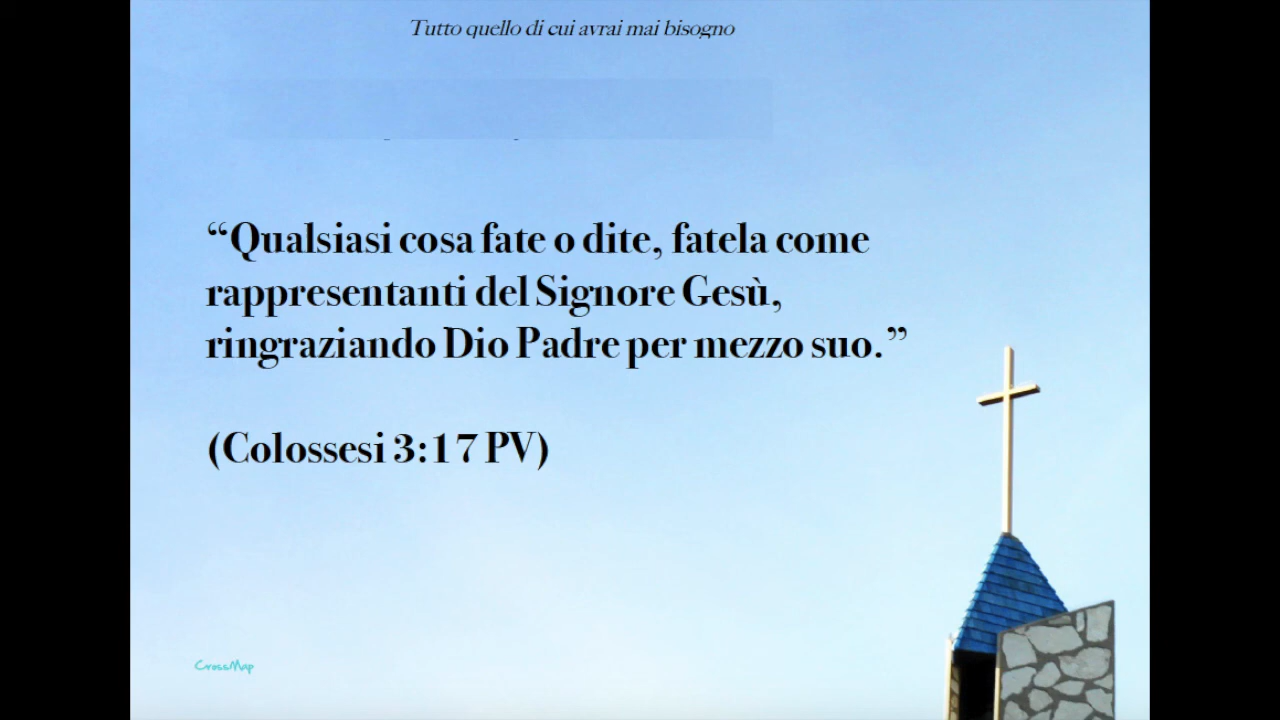 Tutto quello di cui avrai mai bisogno
“Qualsiasi cosa fate o dite, fatela come
rappresentanti del Signore Gesù,
ringraziando Dio Padre per mezzo suo.”
(Colossesi 3:17 PV)
CrossMap